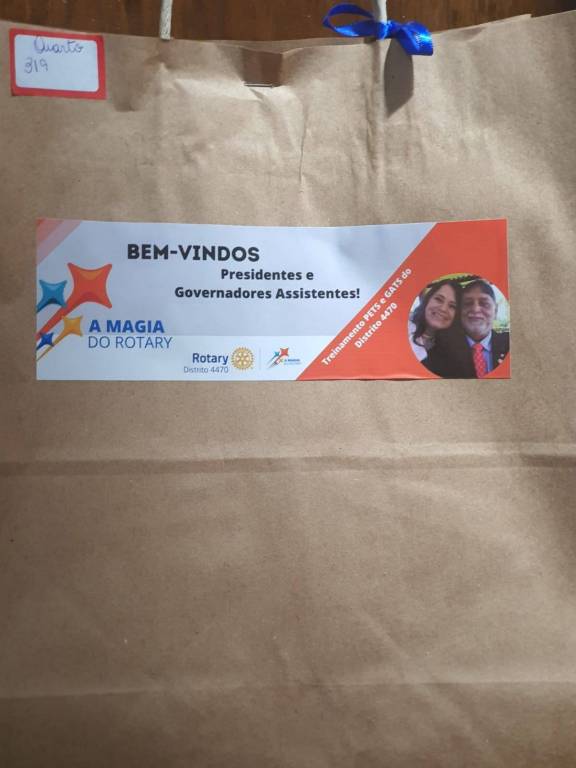 Quarto
319
BEM-VINDOS
Presidentes e
Governadores Assistentes!
A MAGIA
DO ROTARY
Rotary
Distrito 4470
Treinamento PETS e GATS do
Distrito 4470